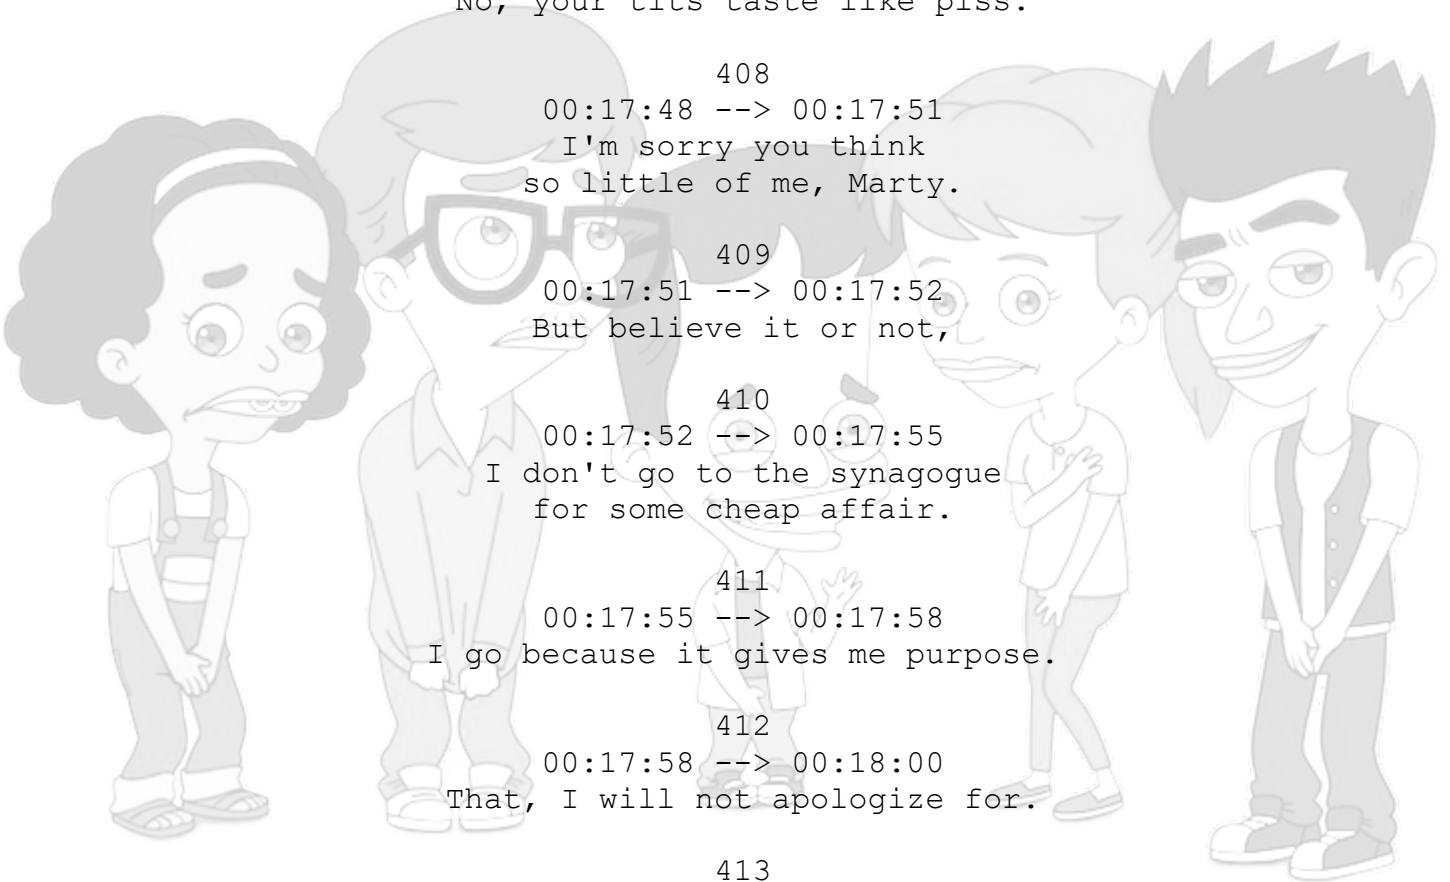 No, your tits taste like piss.
408
00:17:48 --> 00:17:51
I'm sorry you think
so little of me, Marty.
409
00:17:51 --> 00:17:52
But believe it or not,
410
00:17:52 --> 00:17:55
I don't go to the synagogue
for some cheap affair.
411
00:17:55 --> 00:17:58
I go because it gives me purpose.
412
00:17:58 --> 00:18:00
That, I will not apologize for.
413